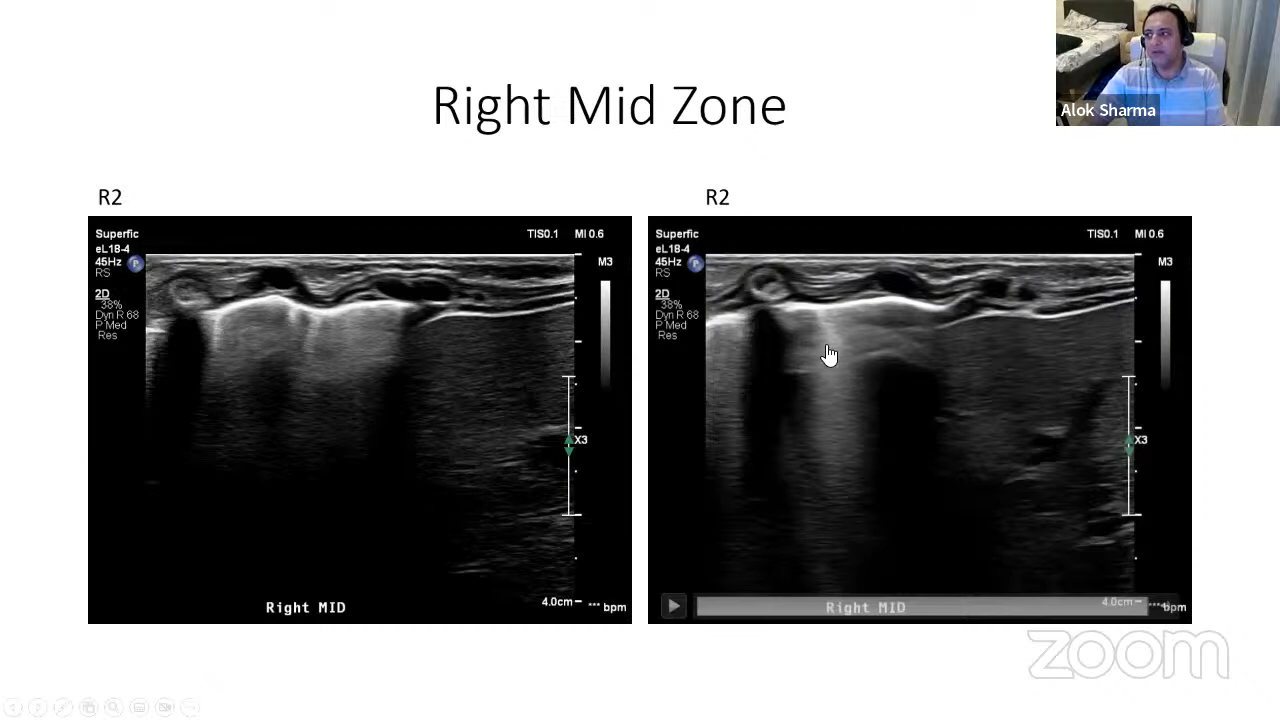 Alok Sharma
Right Mid Zone
R2
R2
Superfic
TIS0.1 MI 0.6
eL18-4
45Hz
RS
P
M3
2D
38%
Dyn R 68
P Med
Res
X3
4.0cm
*** bpm
Right MID
Superfic
TIS0.1 MI 0.6
eL18-4
45Hz
RS
P
M3
2D
38%
Dyn R 68
P Med
Res
X3
4.0cm
bpm
Right MID
zoom